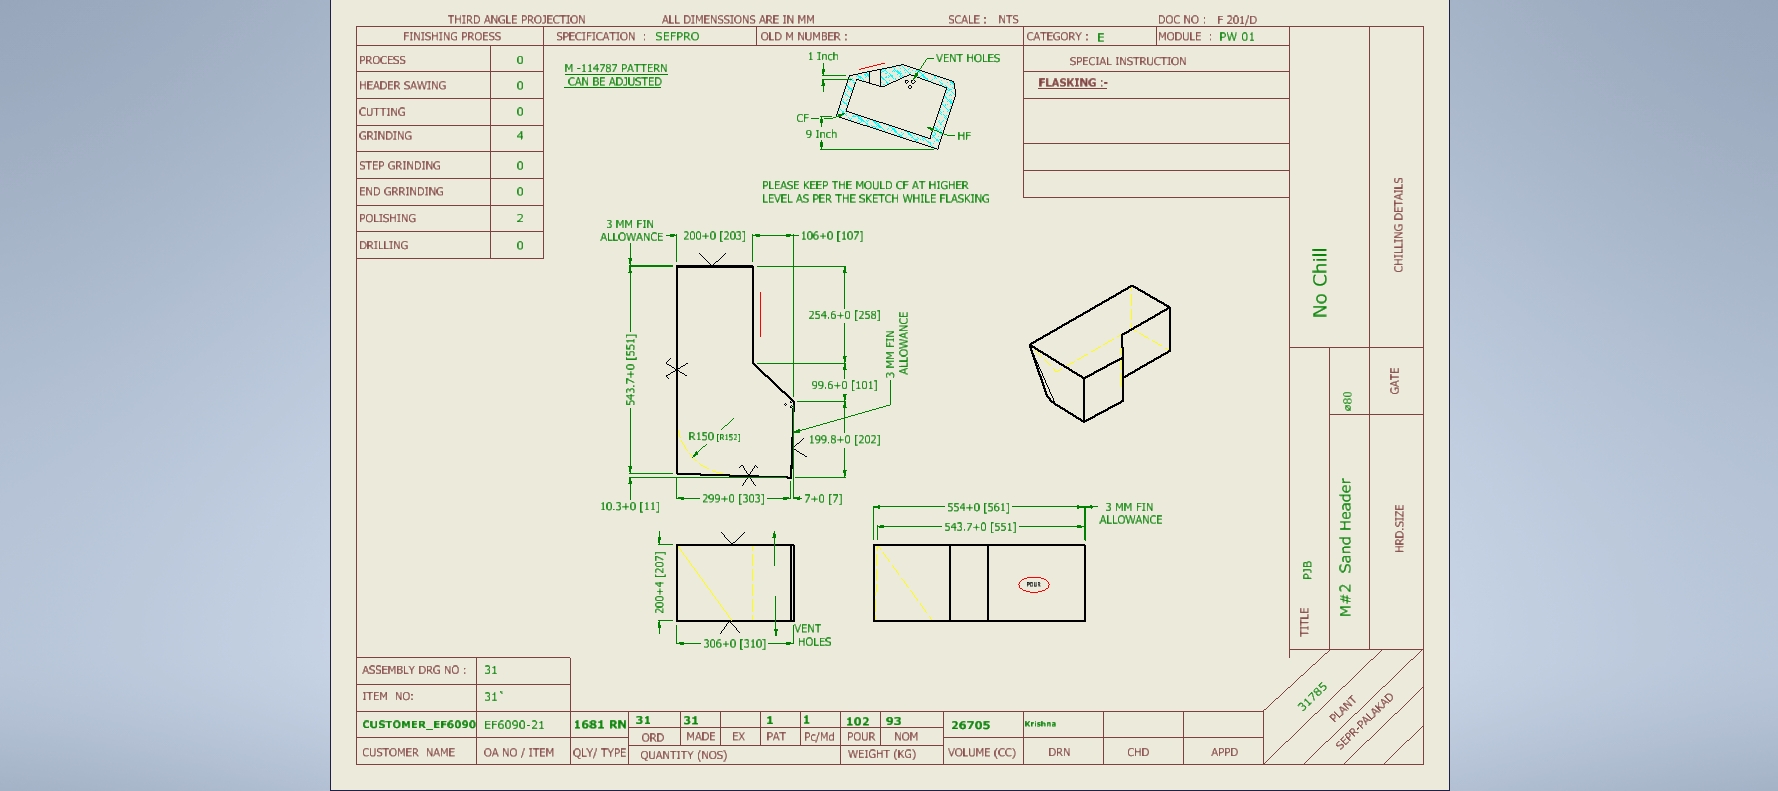 THIRD ANGLE PROJECTION ALL DIMENSSIONS ARE IN MM SCALE : NTS DOC NO : F 201/D
FINISHING PROESS SPECIFICATION : SEFPRO OLD M NUMBER : CATEGORY : E MODULE : PW 01
PROCESS 0
HEADER SAWING 0
CUTTING 0
GRINDING 4
STEP GRINDING 0
END GRRINDING 0
POLISHING 2
DRILLING 0
M -114787 PATTERN
CAN BE ADJUSTED
1 Inch
VENT HOLES
CF
9 Inch
HF
SPECIAL INSTRUCTION
FLASKING :-
PLEASE KEEP THE MOULD CF AT HIGHER
LEVEL AS PER THE SKETCH WHILE FLASKING
3 MM FIN
ALLOWANCE
200+0 [203]
106+0 [107]
254.6+0 [258]
3 MM FIN
ALLOWANCE
543.7+0 [551]
99.6+0 [101]
R150 [R152]
199.8+0 [202]
10.3+0 [11]
299+0 [303]
7+0 [7]
554+0 [561]
3 MM FIN
ALLOWANCE
543.7+0 [551]
200+4 [207]
POUR
VENT
HOLES
306+0 [310]
No Chill
CHILLING DETAILS
ø80
GATE
TITLE PJB
M#2 Sand Header
HRD.SIZE
31785
PLANT
SEPR-PALAKAD
ASSEMBLY DRG NO : 31
ITEM NO: 31*
CUSTOMER_EF6090 EF6090-21 1681 RN 31 31 1 1 102 93 26705 Krishna
ORD MADE EX PAT Pc/Md POUR NOM
CUSTOMER NAME OA NO / ITEM QLY/ TYPE QUANTITY (NOS) WEIGHT (KG) VOLUME (CC) DRN CHD APPD